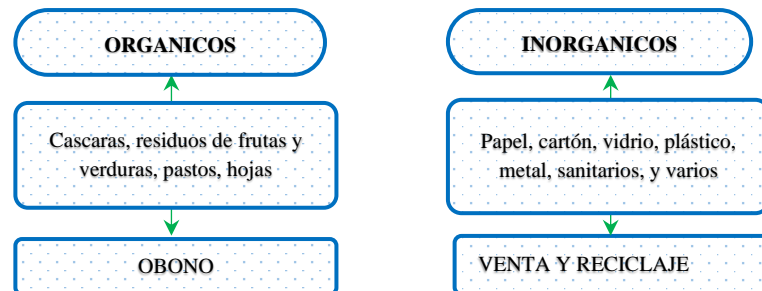 ORGANICOS
Cascaras, residuos de frutas y
verduras, pastos, hojas
OBONO
INORGANICOS
Papel, cartón, vidrio, plástico,
metal, sanitarios, y varios
VENTA Y RECICLAJE